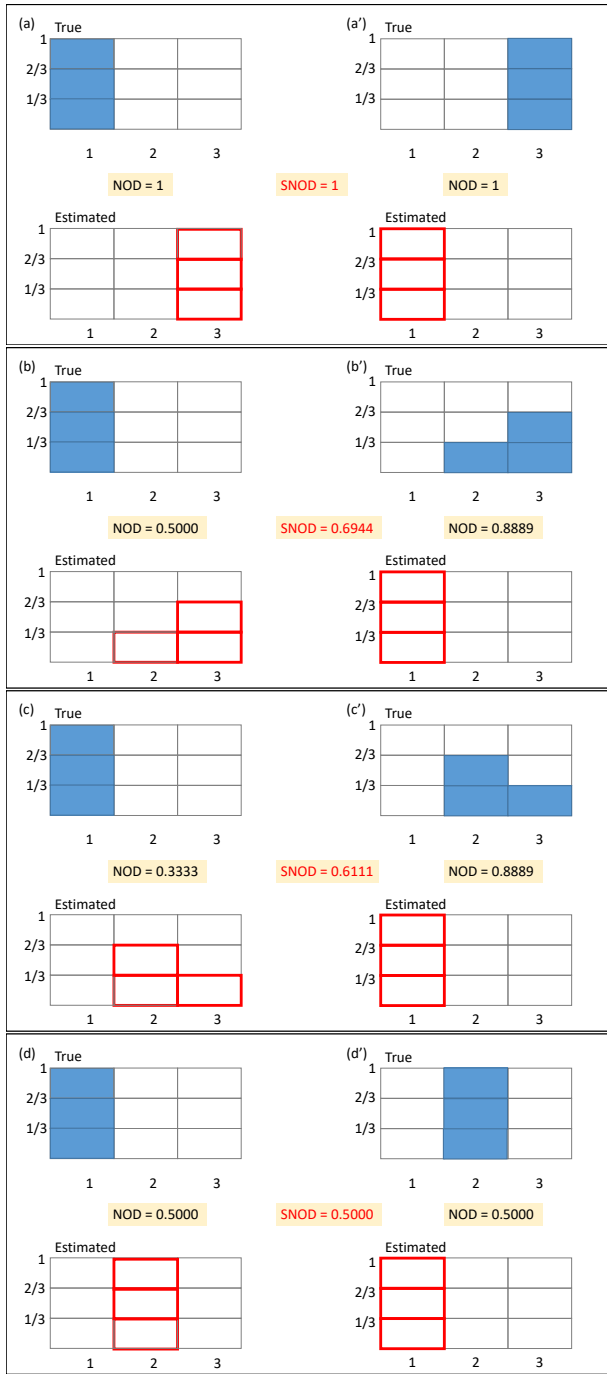 (a) (a')
True True
1 1
2/3 2/3
1/3 1/3
1 2 3 1 2 3
NOD = 1 SNOD = 1 NOD = 1
Estimated Estimated
1 1
2/3 2/3
1/3 1/3
1 2 3 1 2 3
(b) (b')
True True
1 1
2/3 2/3
1/3 1/3
1 2 3 1 2 3
NOD = 0.5000 SNOD = 0.6944 NOD = 0.8889
Estimated Estimated
1 1
2/3 2/3
1/3 1/3
1 2 3 1 2 3
(c) (c')
True True
1 1
2/3 2/3
1/3 1/3
1 2 3 1 2 3
NOD = 0.3333 SNOD = 0.6111 NOD = 0.8889
Estimated Estimated
1 1
2/3 2/3
1/3 1/3
1 2 3 1 2 3
(d) (d')
True True
1 1
2/3 2/3
1/3 1/3
1 2 3 1 2 3
NOD = 0.5000 SNOD = 0.5000 NOD = 0.5000
Estimated Estimated
1 1
2/3 2/3
1/3 1/3
1 2 3 1 2 3